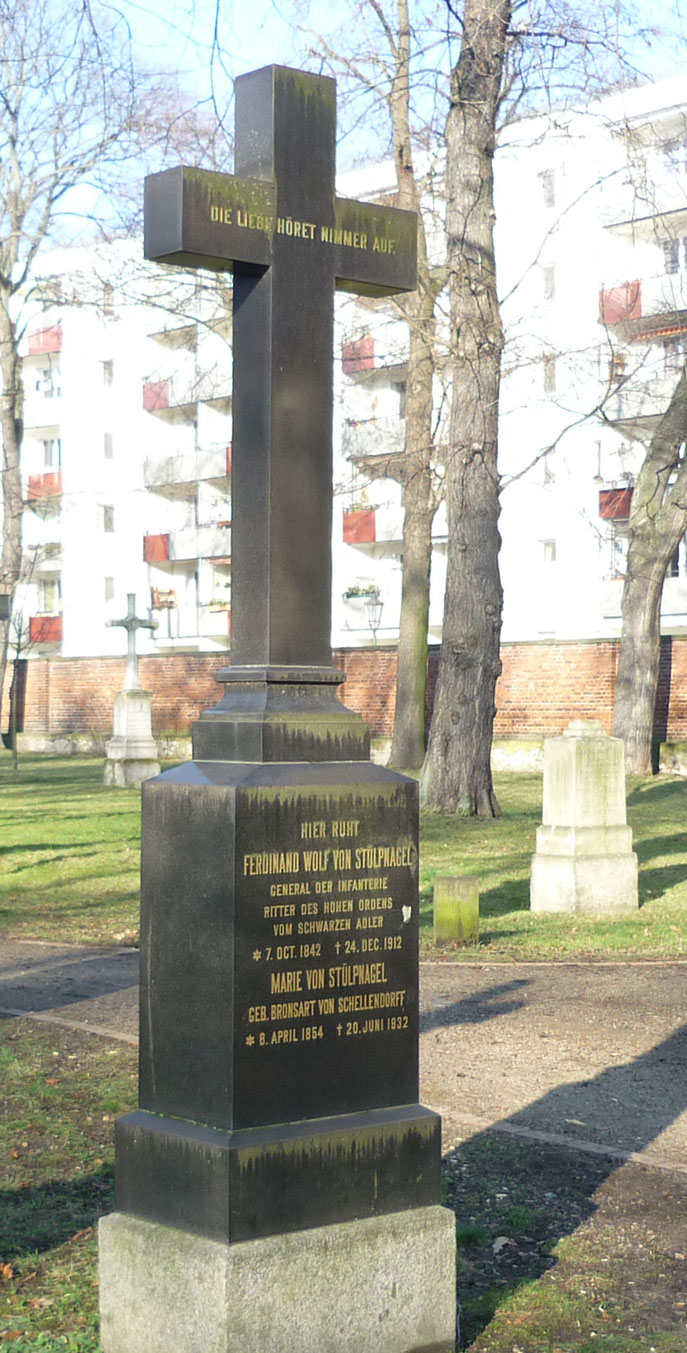 DIE LIEBE HÖRET NIMMER AUF.
HIER RUHT
FERDINAND WOLF VON STÜLPNAGEL
GENERAL DER INFANTERIE
RITTER DES HOHEN ORDENS
VOM SCHWARZEN ADLER
* 7. OCT. 1842 † 24. DEC. 1912
MARIE VON STÜLPNAGEL
GEB. BRONSART VON SCHELLENDORFF
* 8. APRIL 1854 † 20. JUNI 1932